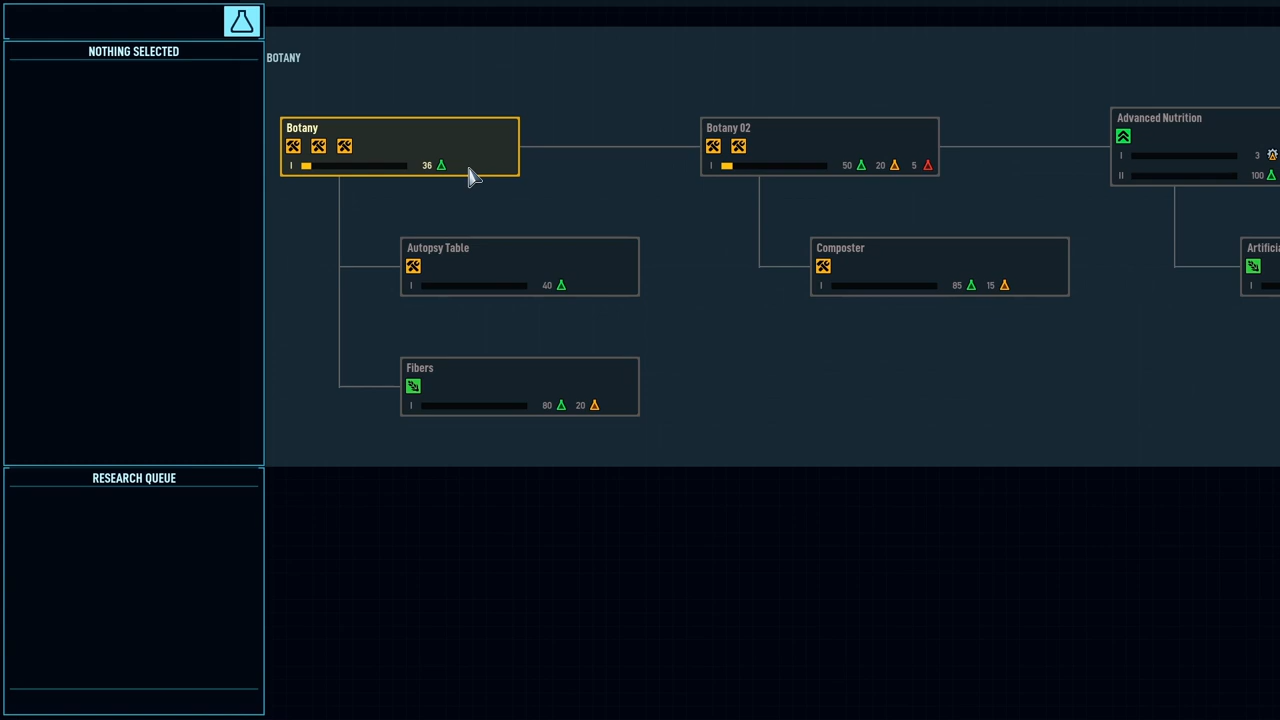 NOTHING SELECTED
BOTANY
Botany
I 36
Botany 02
I 50 20 5
Advanced Nutrition
I 3
II 100
Autopsy Table
I 40
Composter
I 85 15
Artificia
I
Fibers
I 80 20
RESEARCH QUEUE